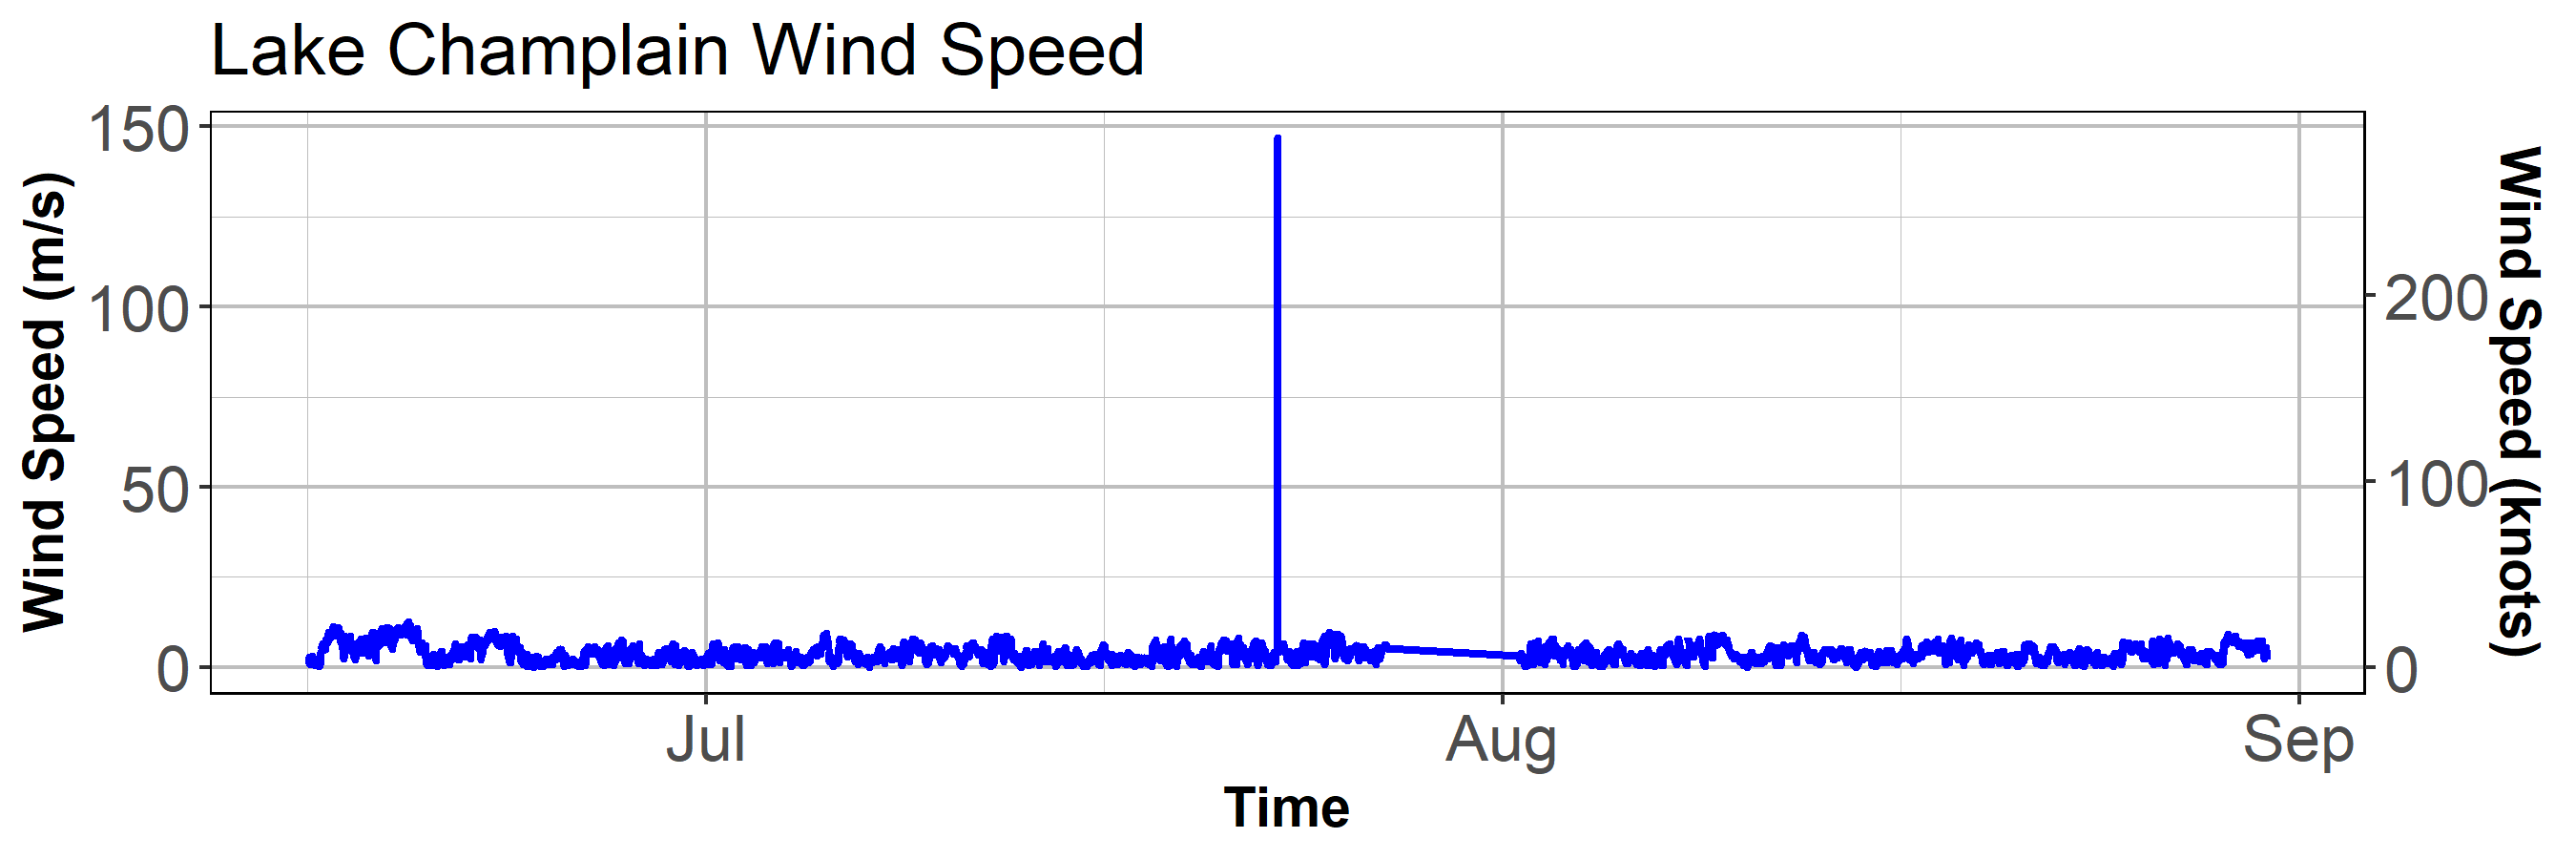 Lake Champlain Wind Speed
150
100
50
0
Wind Speed (m/s)
200
100
0
Wind Speed (knots)
Jul
Aug
Sep
Time